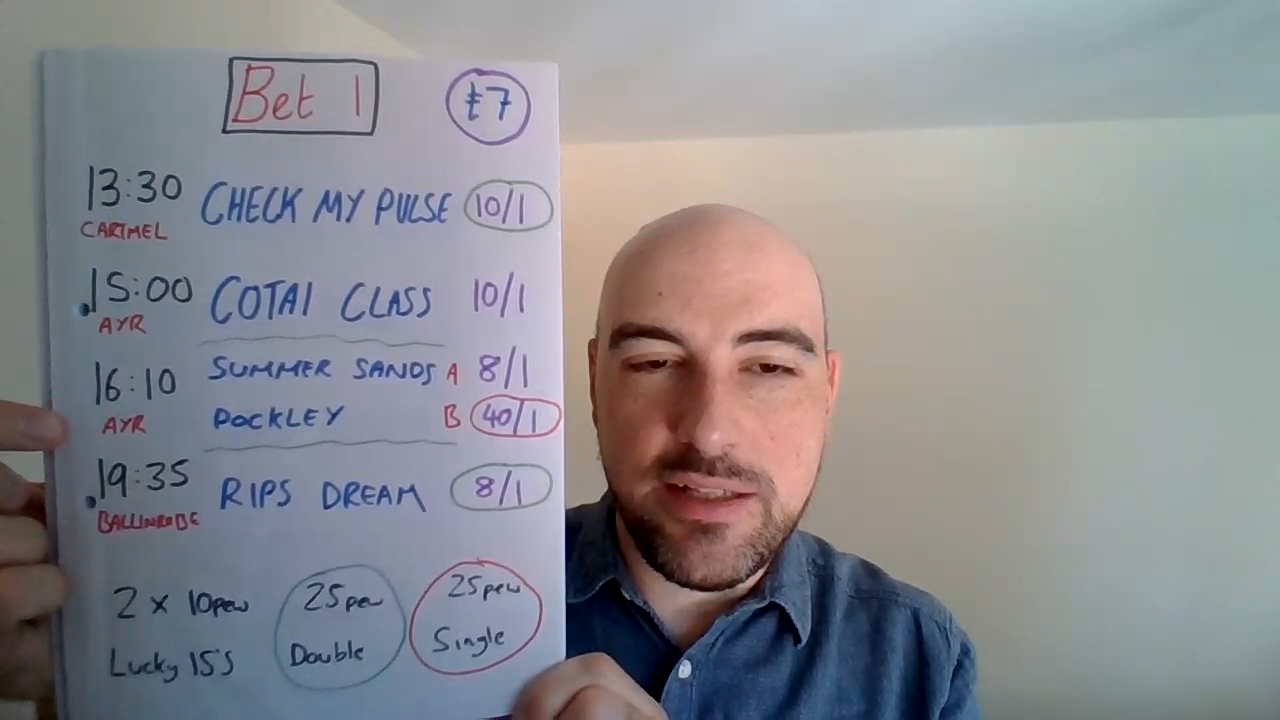 Bet 1
£7
13:30 CHECK MY PULSE 10/1
CARTMEL
15:00 COTAI CLASS 10/1
AYR
SUMMER SANDS A 8/1
16:10
POCKLEY B 40/1
AYR
19:35 RIPS DREAM 8/1
BALLINROBE
2 x 10pew 25pew 25pew
Lucky 15's Double Single